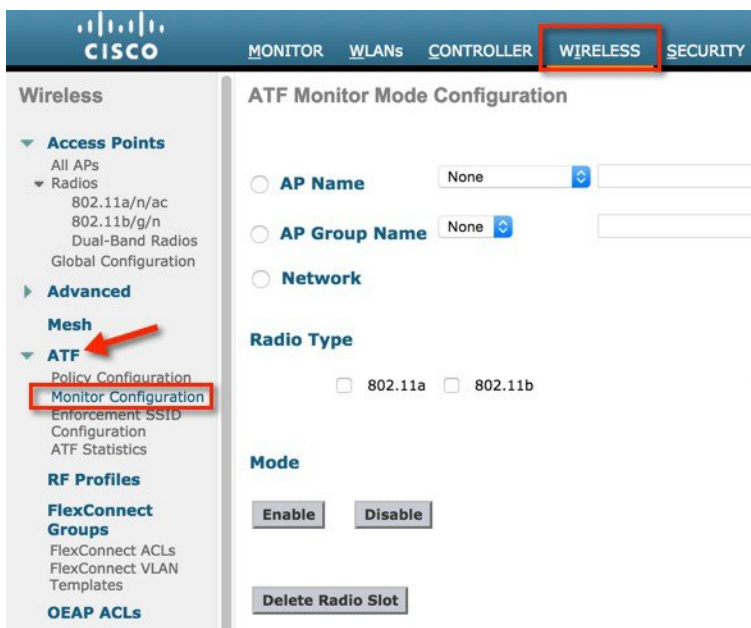 CISCO
MONITOR WLANs CONTROLLER WIRELESS SECURITY
Wireless
Access Points
All APs
Radios
802.11a/n/ac
802.11b/g/n
Dual-Band Radios
Global Configuration
Advanced
Mesh
ATF
Policy Configuration
Monitor Configuration
Enforcement SSID
Configuration
ATF Statistics
RF Profiles
FlexConnect
Groups
FlexConnect ACLs
FlexConnect VLAN
Templates
OEAP ACLs
ATF Monitor Mode Configuration
AP Name None
AP Group Name None
Network
Radio Type
802.11a 802.11b
Mode
Enable Disable
Delete Radio Slot